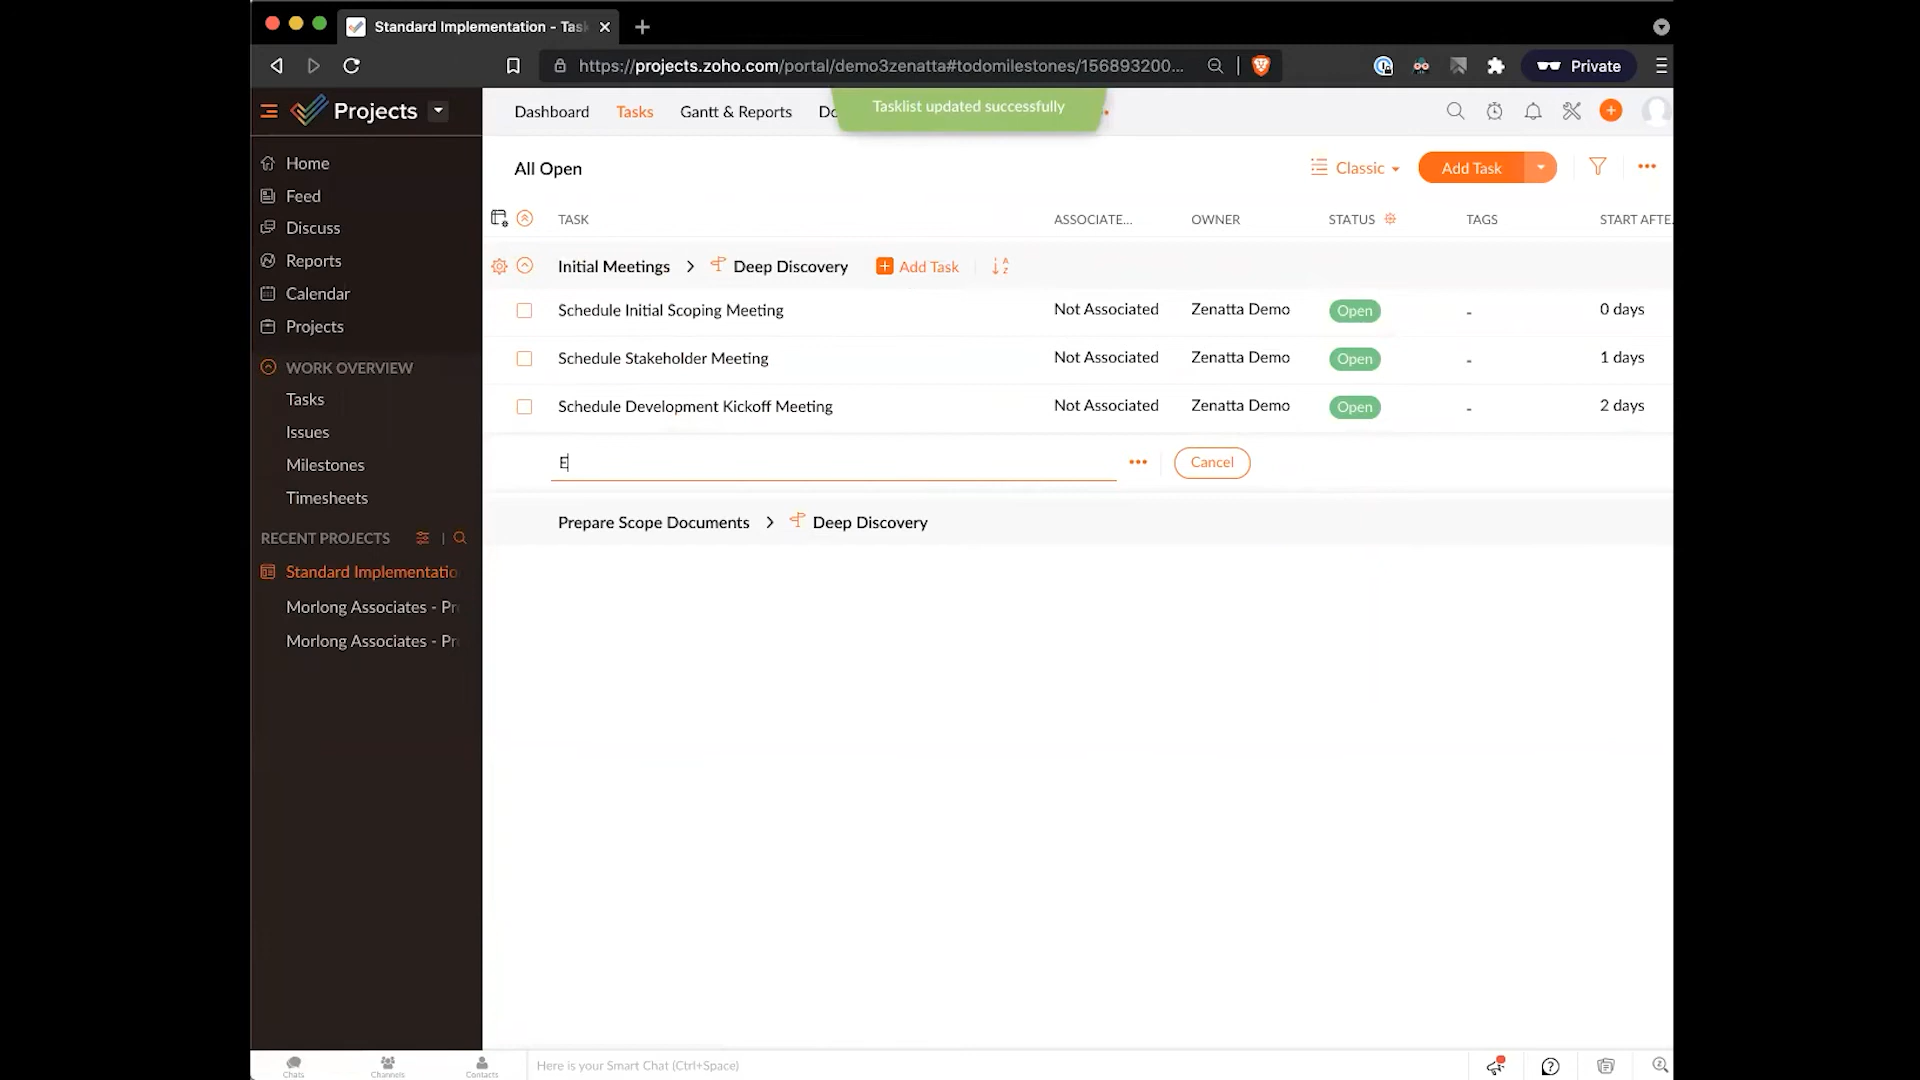 Standard Implementation - Tas
https://projects.zoho.com/portal/demo3zenatta#todomilestones/156893200...
Private
Projects
Dashboard
Tasks
Gantt & Reports
Do
Tasklist updated successfully
Home
Feed
Discuss
Reports
Calendar
Projects
WORK OVERVIEW
Tasks
Issues
Milestones
Timesheets
RECENT PROJECTS
Standard Implementatio
Morlong Associates - Pr
Morlong Associates - Pr
All Open
Classic
Add Task
TASK ASSOCIATE... OWNER STATUS TAGS START AFTE
Initial Meetings > Deep Discovery Add Task
Schedule Initial Scoping Meeting Not Associated Zenatta Demo Open - 0 days
Schedule Stakeholder Meeting Not Associated Zenatta Demo Open - 1 days
Schedule Development Kickoff Meeting Not Associated Zenatta Demo Open - 2 days
E
Cancel
Prepare Scope Documents > Deep Discovery
Chats
Channels
Contacts
Here is your Smart Chat (Ctrl+Space)